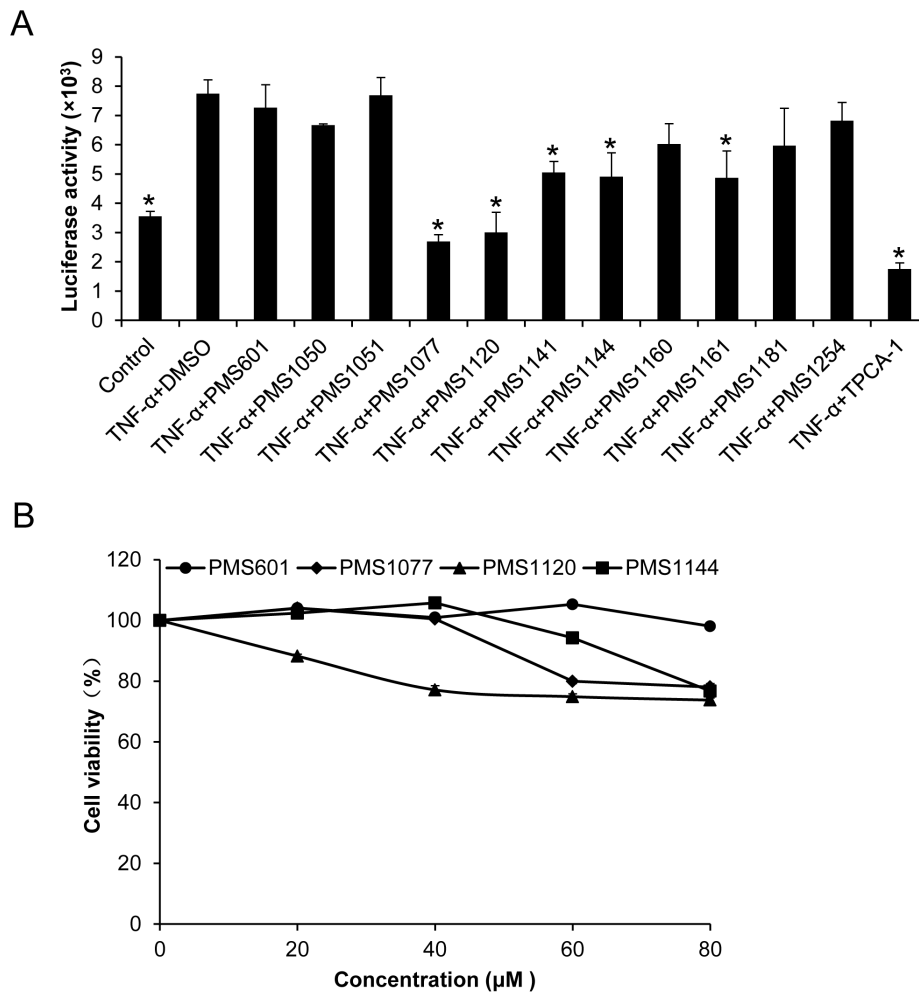 A
Luciferase activity (×10³)
9
8
7
6
5
4
3
2
1
0
*
*
*
*
*
*
*
Control
TNF-α+DMSO
TNF-α+PMS601
TNF-α+PMS1050
TNF-α+PMS1051
TNF-α+PMS1077
TNF-α+PMS1120
TNF-α+PMS1141
TNF-α+PMS1144
TNF-α+PMS1160
TNF-α+PMS1161
TNF-α+PMS1181
TNF-α+PMS1254
TNF-α+TPCA-1
B
Cell viability（%）
120
100
80
60
40
20
0
PMS601 PMS1077 PMS1120 PMS1144
0 20 40 60 80
Concentration (μM )